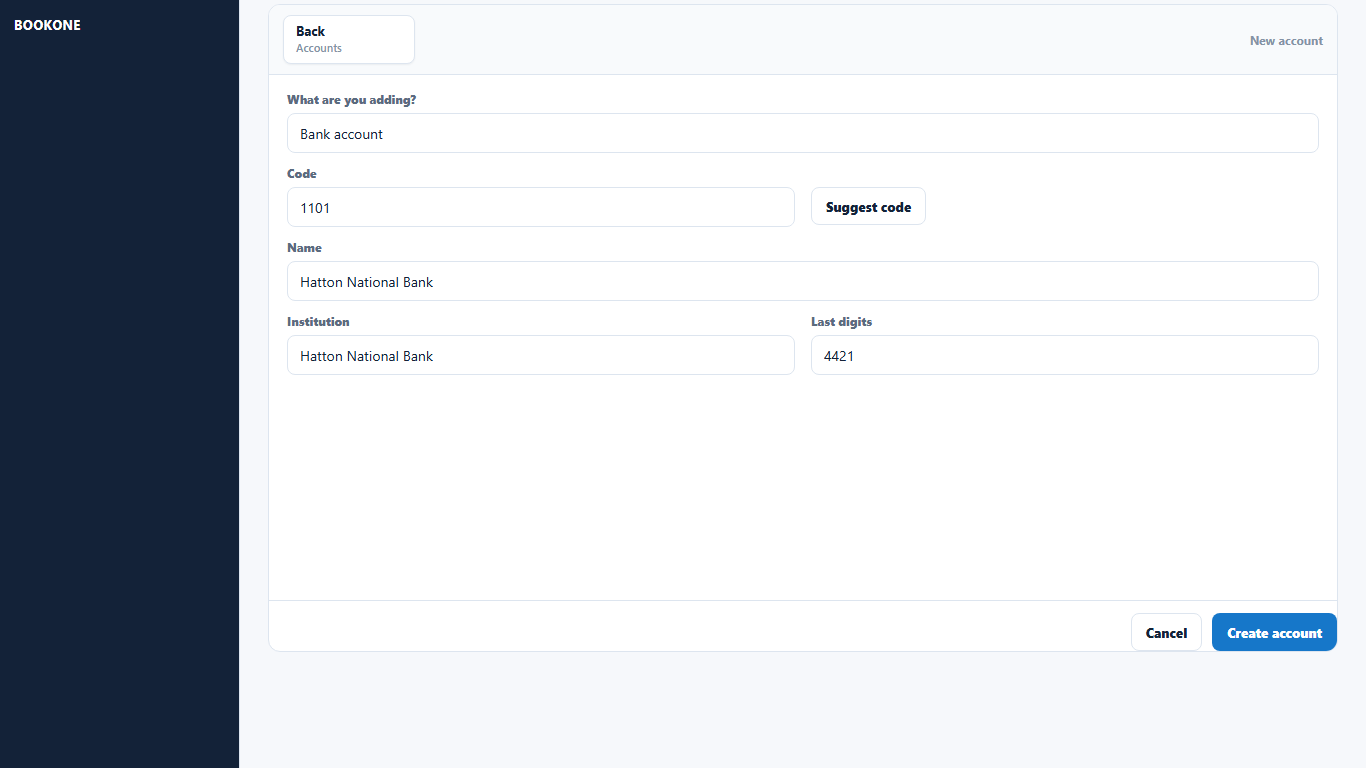 BOOKONE
Back
Accounts
New account
What are you adding?
Bank account
Code
1101
Suggest code
Name
Hatton National Bank
Institution
Last digits
Hatton National Bank
4421
Cancel
Create account